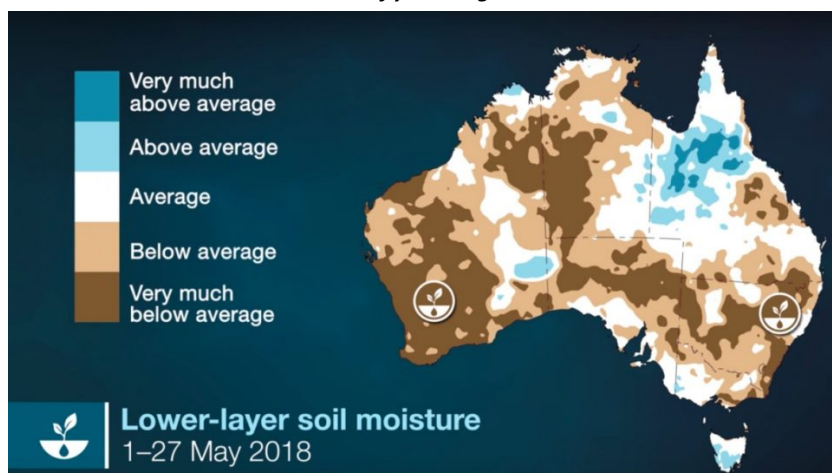 Very much
above average
Above average
Average
Below average
Very much
below average
Lower-layer soil moisture
1–27 May 2018